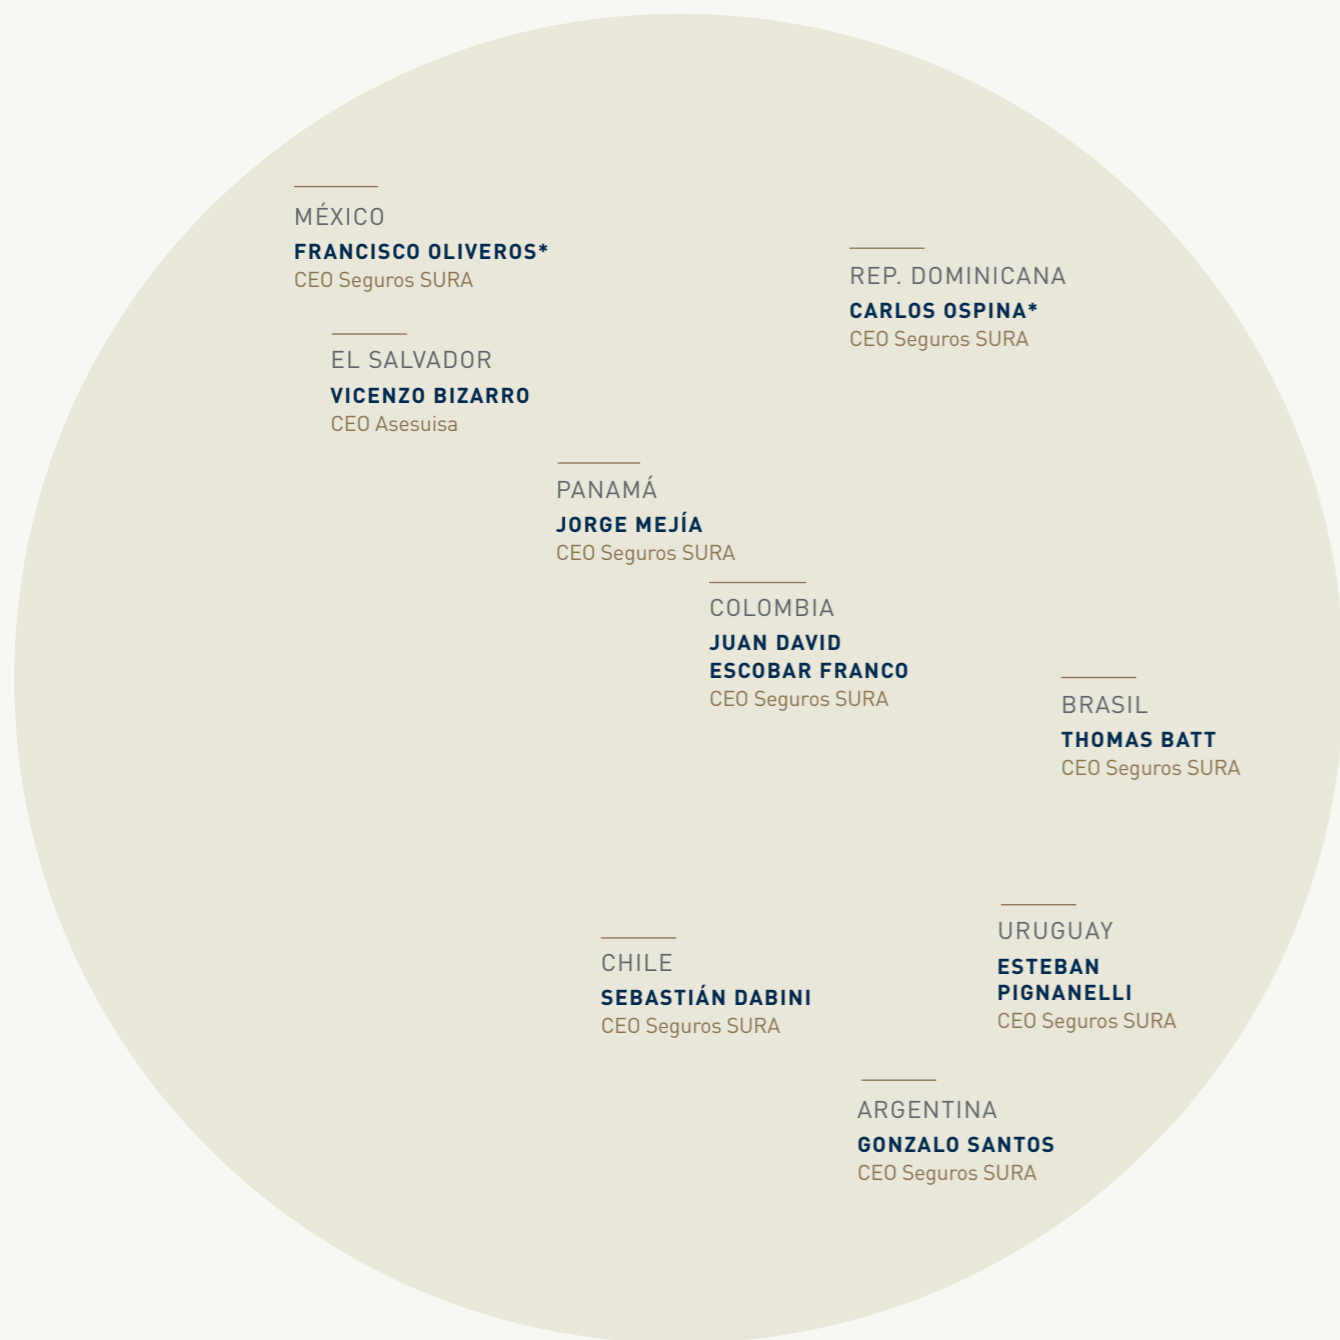 MÉXICO
FRANCISCO OLIVEROS*
CEO Seguros SURA
REP. DOMINICANA
CARLOS OSPINA*
CEO Seguros SURA
EL SALVADOR
VICENZO BIZARRO
CEO Asesuisa
PANAMÁ
JORGE MEJÍA
CEO Seguros SURA
COLOMBIA
JUAN DAVID
ESCOBAR FRANCO
CEO Seguros SURA
BRASIL
THOMAS BATT
CEO Seguros SURA
URUGUAY
ESTEBAN
PIGNANELLI
CEO Seguros SURA
CHILE
SEBASTIÁN DABINI
CEO Seguros SURA
ARGENTINA
GONZALO SANTOS
CEO Seguros SURA